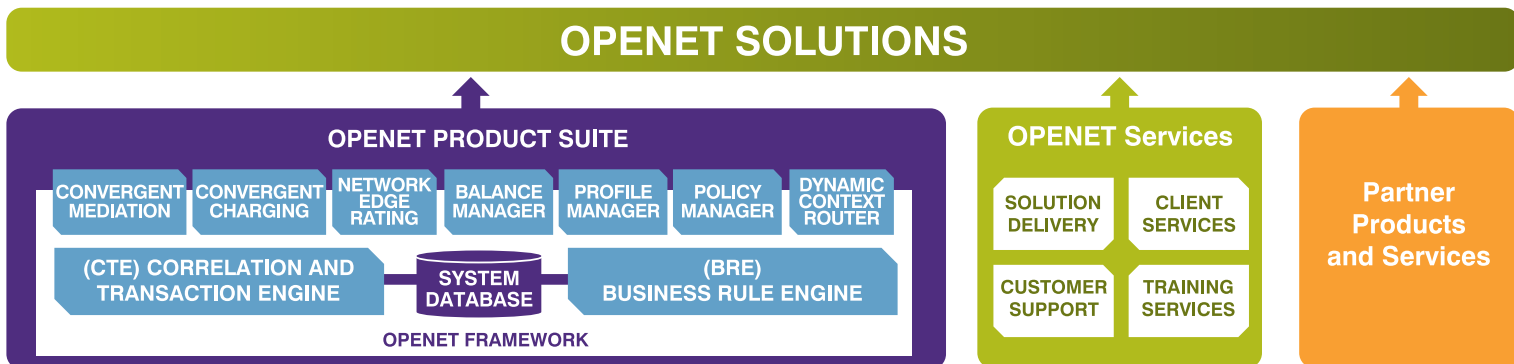 OPENET SOLUTIONS
OPENET PRODUCT SUITE
CONVERGENT
MEDIATION
CONVERGENT
CHARGING
NETWORK
EDGE
RATING
BALANCE
MANAGER
PROFILE
MANAGER
POLICY
MANAGER
DYNAMIC
CONTEXT
ROUTER
(CTE) CORRELATION AND
TRANSACTION ENGINE
SYSTEM
DATABASE
(BRE)
BUSINESS RULE ENGINE
OPENET FRAMEWORK
OPENET Services
SOLUTION
DELIVERY
CLIENT
SERVICES
CUSTOMER
SUPPORT
TRAINING
SERVICES
Partner
Products
and Services